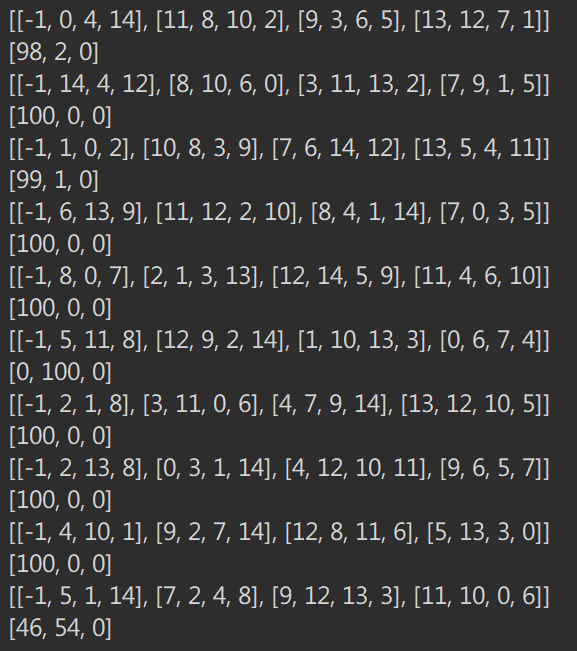 [[-1, 0, 4, 14], [11, 8, 10, 2], [9, 3, 6, 5], [13, 12, 7, 1]]
[98, 2, 0]
[[-1, 14, 4, 12], [8, 10, 6, 0], [3, 11, 13, 2], [7, 9, 1, 5]]
[100, 0, 0]
[[-1, 1, 0, 2], [10, 8, 3, 9], [7, 6, 14, 12], [13, 5, 4, 11]]
[99, 1, 0]
[[-1, 6, 13, 9], [11, 12, 2, 10], [8, 4, 1, 14], [7, 0, 3, 5]]
[100, 0, 0]
[[-1, 8, 0, 7], [2, 1, 3, 13], [12, 14, 5, 9], [11, 4, 6, 10]]
[100, 0, 0]
[[-1, 5, 11, 8], [12, 9, 2, 14], [1, 10, 13, 3], [0, 6, 7, 4]]
[0, 100, 0]
[[-1, 2, 1, 8], [3, 11, 0, 6], [4, 7, 9, 14], [13, 12, 10, 5]]
[100, 0, 0]
[[-1, 2, 13, 8], [0, 3, 1, 14], [4, 12, 10, 11], [9, 6, 5, 7]]
[100, 0, 0]
[[-1, 4, 10, 1], [9, 2, 7, 14], [12, 8, 11, 6], [5, 13, 3, 0]]
[100, 0, 0]
[[-1, 5, 1, 14], [7, 2, 4, 8], [9, 12, 13, 3], [11, 10, 0, 6]]
[46, 54, 0]